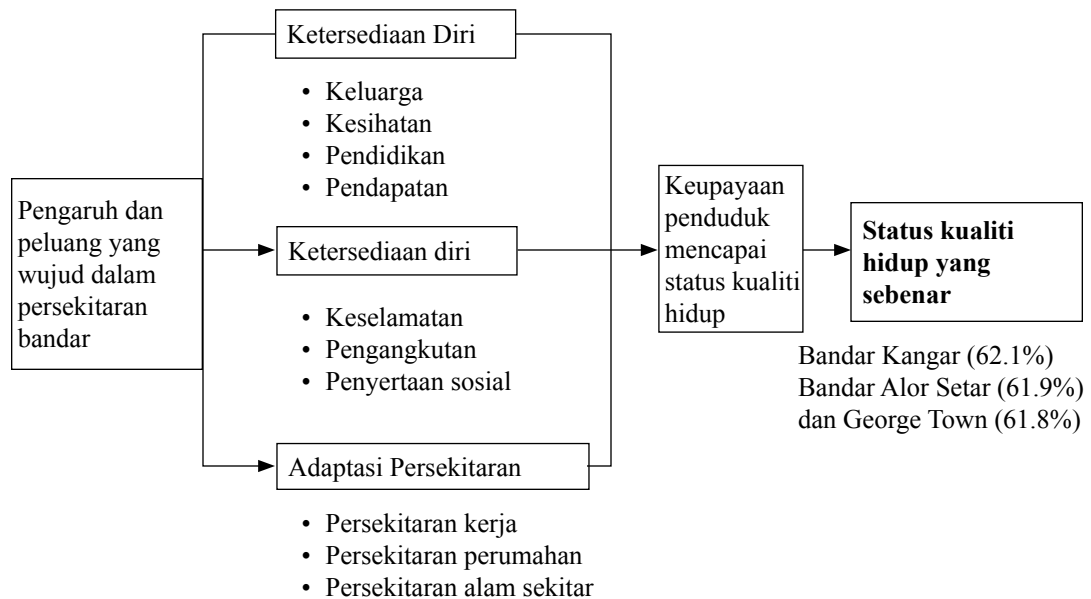 Ketersediaan Diri
• Keluarga
• Kesihatan
• Pendidikan
• Pendapatan
Pengaruh dan
peluang yang
wujud dalam
persekitaran
bandar
Ketersediaan diri
• Keselamatan
• Pengangkutan
• Penyertaan sosial
Adaptasi Persekitaran
• Persekitaran kerja
• Persekitaran perumahan
• Persekitaran alam sekitar
Keupayaan
penduduk
mencapai
status kualiti
hidup
Status kualiti
hidup yang
sebenar
Bandar Kangar (62.1%)
Bandar Alor Setar (61.9%)
dan George Town (61.8%)